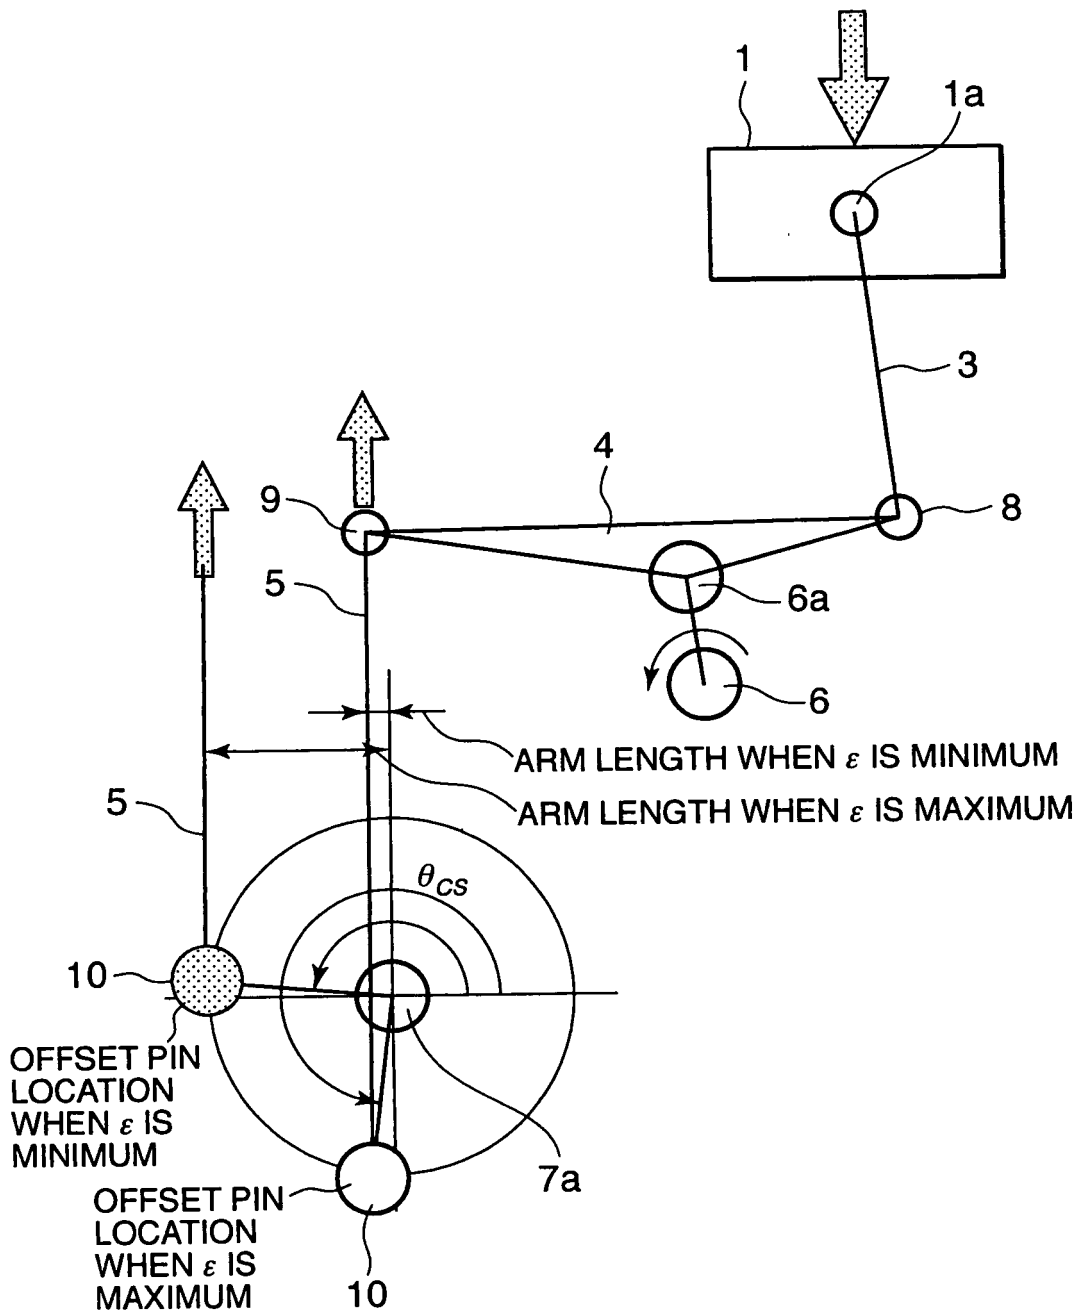 1
1a
3
4
9
8
5
6a
6
ARM LENGTH WHEN ε IS MINIMUM
5
ARM LENGTH WHEN ε IS MAXIMUM
θCS
10
OFFSET PIN
LOCATION
WHEN ε IS
MINIMUM
7a
OFFSET PIN
LOCATION
WHEN ε IS
MAXIMUM
10